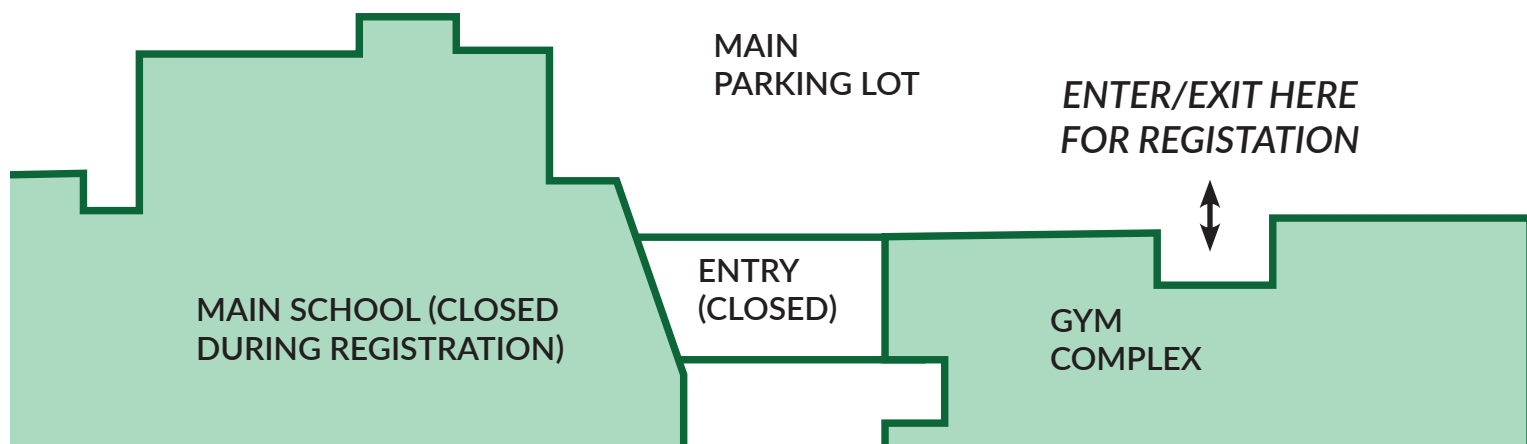 MAIN
PARKING LOT
ENTER/EXIT HERE
FOR REGISTATION
ENTRY
(CLOSED)
MAIN SCHOOL (CLOSED
DURING REGISTRATION)
GYM
COMPLEX